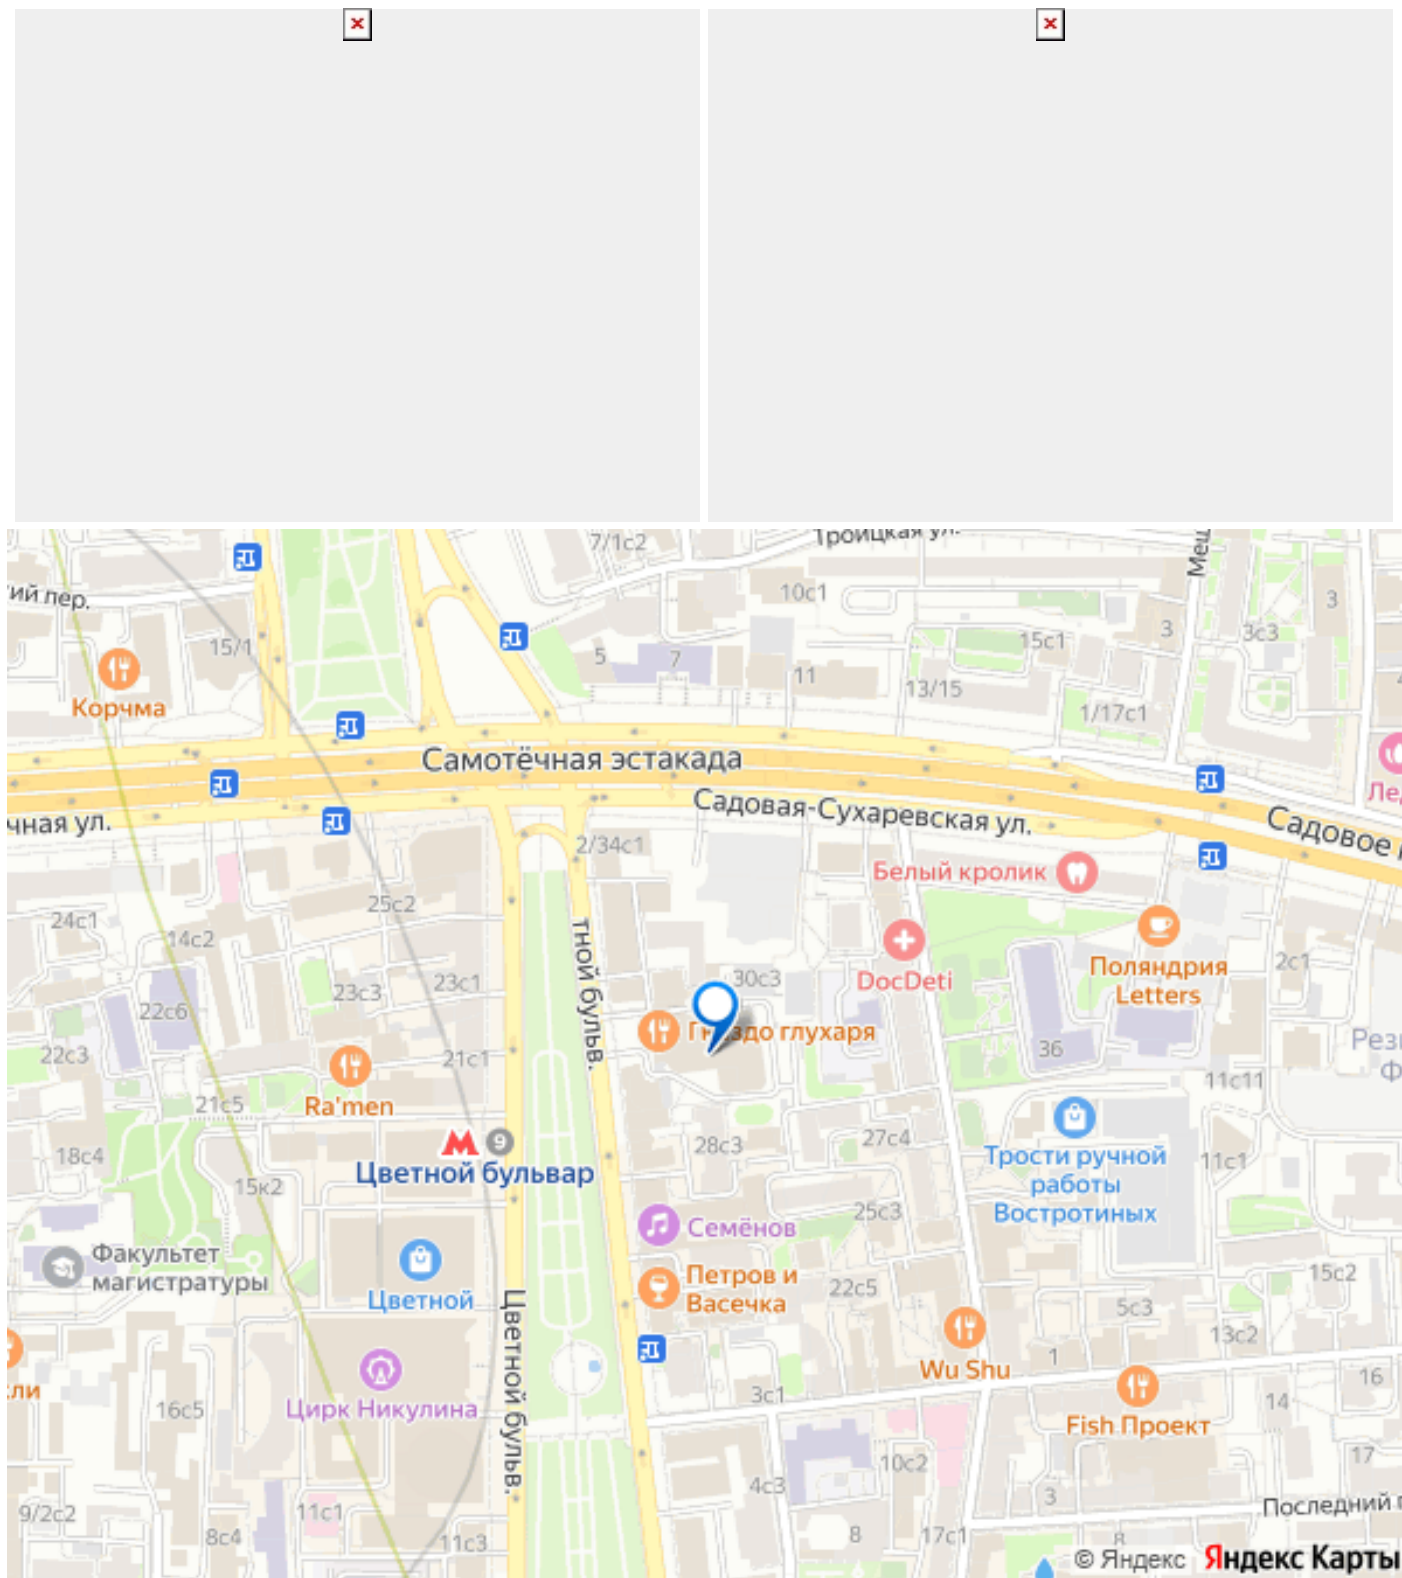 Троицкая ул.
7/1с2
Мещ
ий пер.
10с1
3
15/1
15с1
3
3с3
5
7
11
13/15
Корчма
1/17с1
Самотёчная эстакада
Садовая-Сухаревская ул.
чная ул.
Садовое
2/34с1
Белый кролик
25с2
24с1
14с2
тной бульв.
Поляндрия
Letters
2с1
DocDeti
30с3
23с3
23с1
22с6
Гнездо глухаря
22с3
21с1
36
11с11
Ra'men
21с5
9
28с3
27с4
18с4
Цветной бульвар
Трости ручной
работы
Востротиных
11с1
15к2
25с3
Семёнов
Факультет
магистратуры
Петров и
Васечка
22с5
15с2
Цветной
5с3
13с2
Цветной бульв.
1
Wu Shu
16
3с1
14
Цирк Никулина
16с5
Fish Проект
10с2
17
4с3
3
9/2с2
11с1
Последний
8с4
11с3
8
17с1
8
© Яндекс
Яндекс Карты